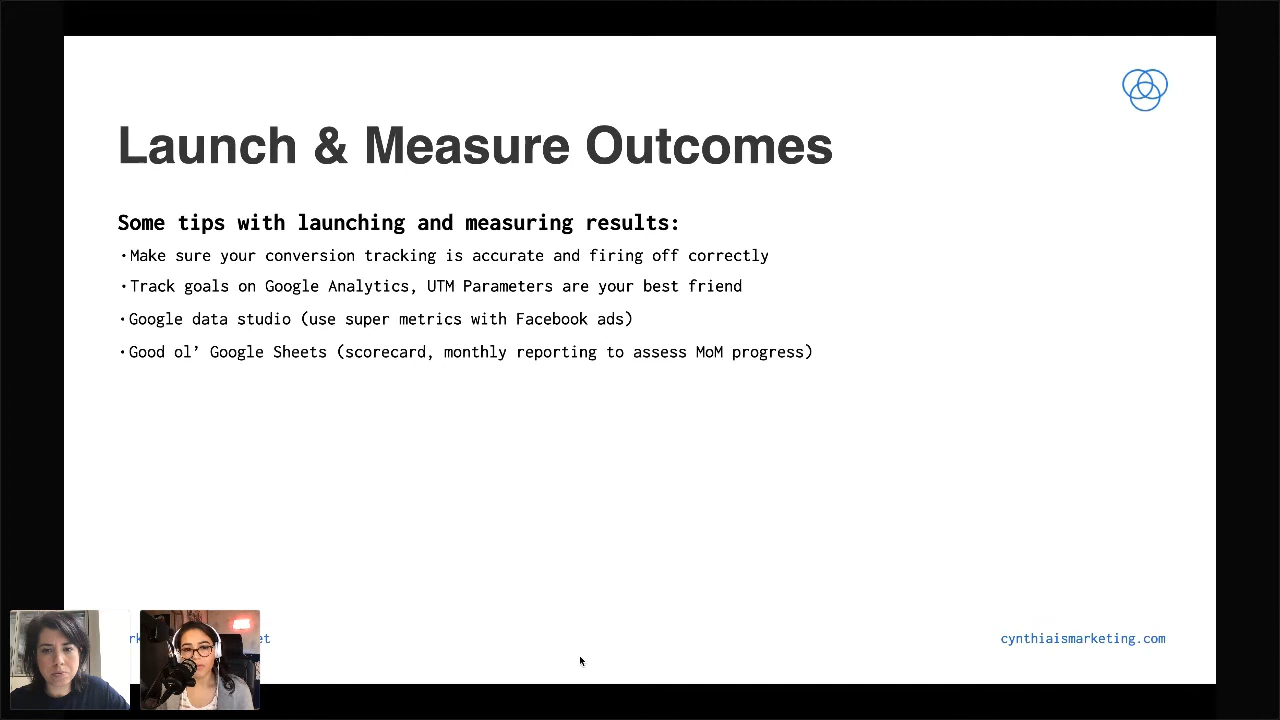 Launch & Measure Outcomes
Some tips with launching and measuring results:
•Make sure your conversion tracking is accurate and firing off correctly
•Track goals on Google Analytics, UTM Parameters are your best friend
•Google data studio (use super metrics with Facebook ads)
•Good ol’ Google Sheets (scorecard, monthly reporting to assess MoM progress)
cynthiaismarketing.com